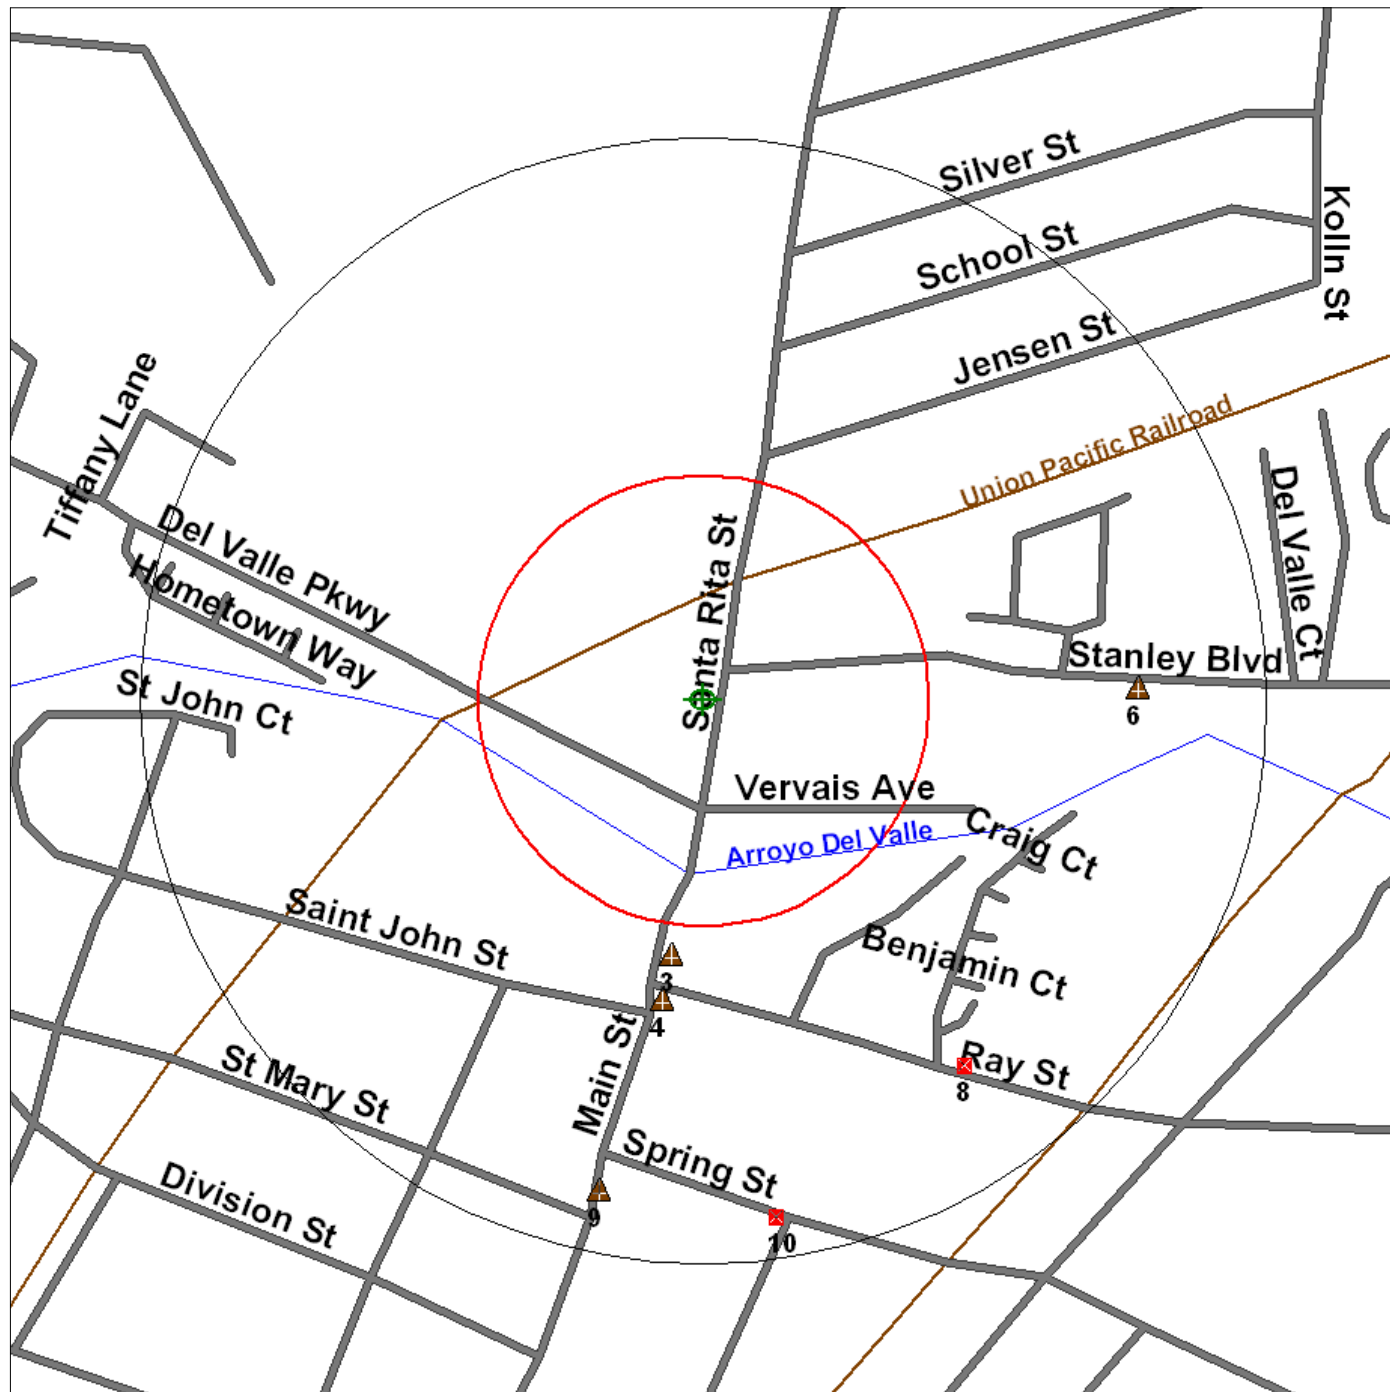 Silver St
Kolln St
School St
Jensen St
Tiffany Lane
Union Pacific Railroad
Del Valle Ct
Del Valle Pkwy
Santa Rita St
Hometown Way
Stanley Blvd
St John Ct
6
Vervais Ave
Arroyo Del Valle
Craig Ct
Saint John St
Benjamin Ct
3
4
Main St
St Mary St
Ray St
8
Spring St
Division St
9
10